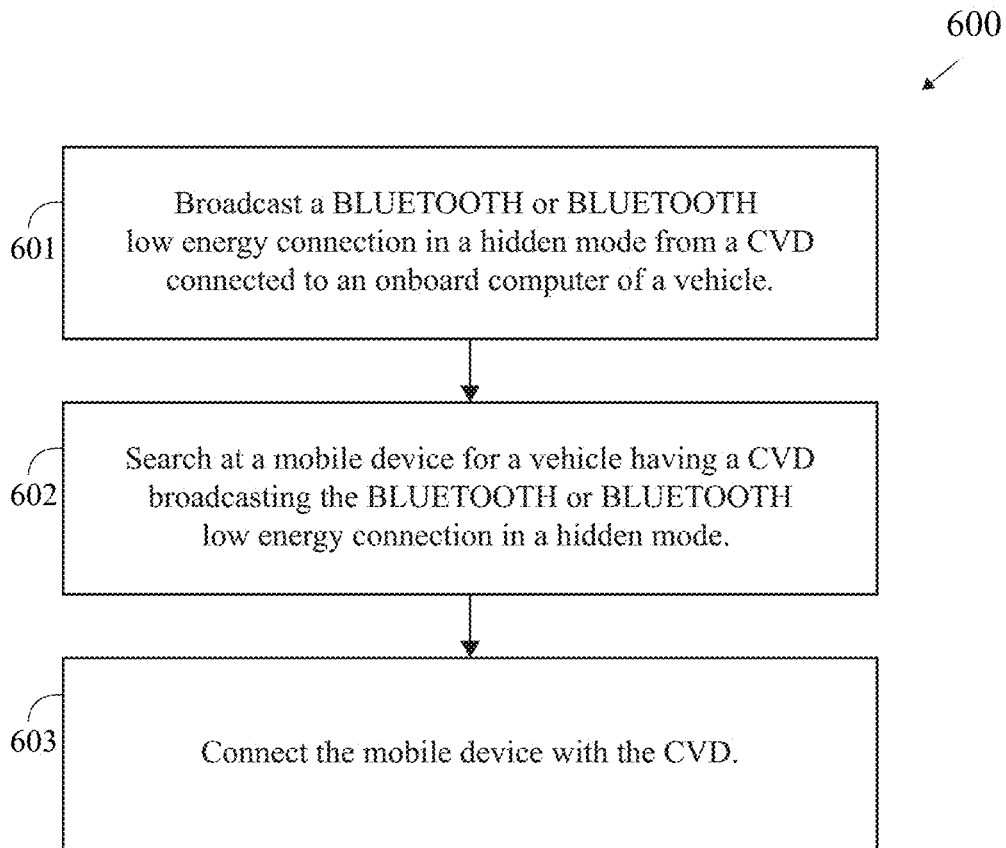 600
Broadcast a BLUETOOTH or BLUETOOTH
low energy connection in a hidden mode from a CVD
connected to an onboard computer of a vehicle.
601
Search at a mobile device for a vehicle having a CVD
broadcasting the BLUETOOTH or BLUETOOTH
low energy connection in a hidden mode.
602
Connect the mobile device with the CVD.
603